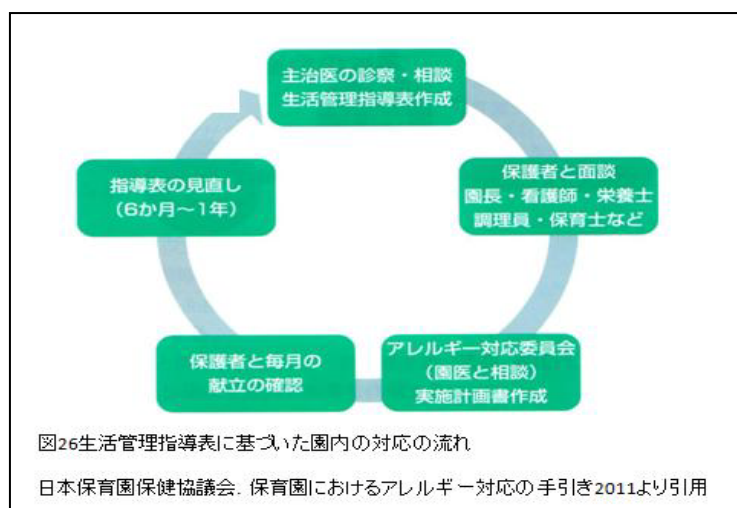 主治医の診察・相談
生活管理指導表作成
保護者と面談
園長・看護師・栄養士
調理員・保育士など
アレルギー対応委員会
(園医と相談)
実施計画書作成
保護者と毎月の
献立の確認
指導表の見直し
(6か月～1年)
図26生活管理指導表に基づいた園内の対応の流れ
日本保育園保健協議会. 保育園におけるアレルギー対応の手引き2011より引用